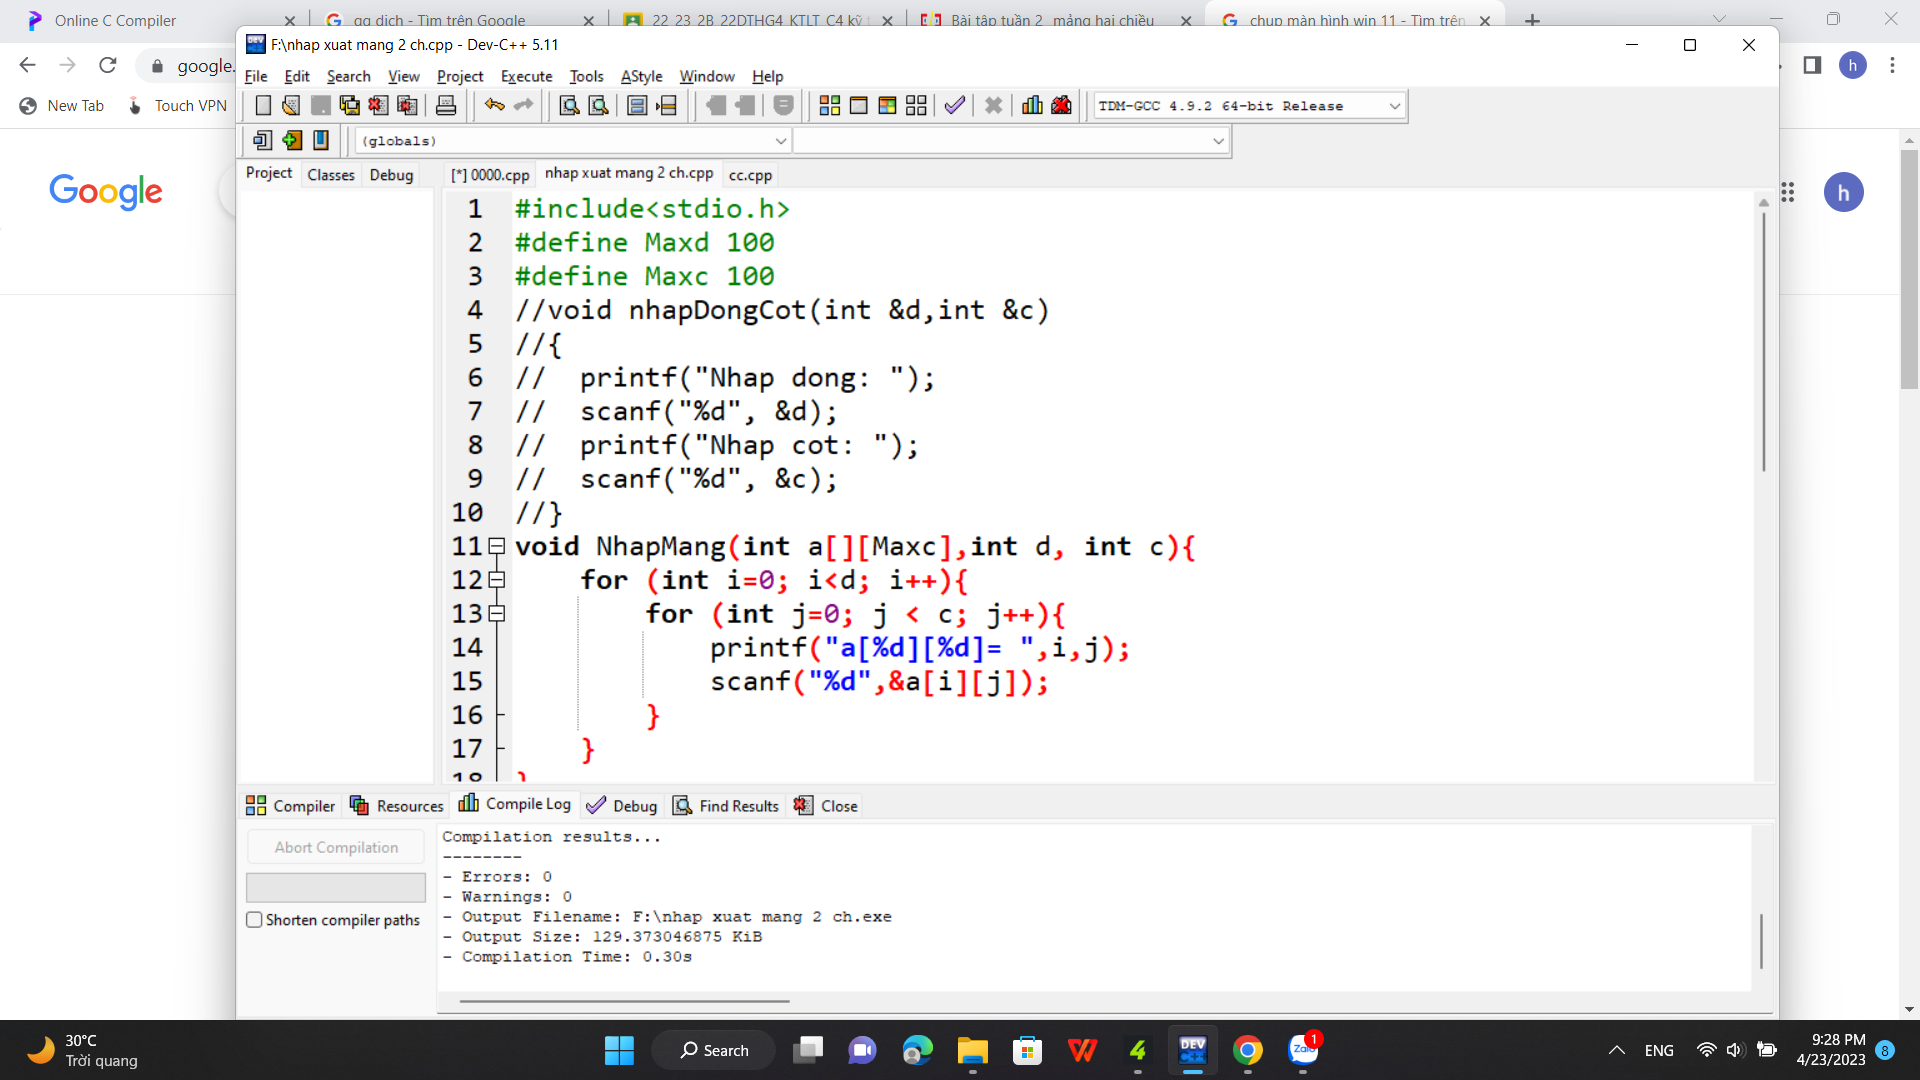 Online C Compiler
gg dich - Tìm trên Google
22_23_2B_22DTHG4_KTLT_C4 kỹ t
Bài tập tuần 2_mảng hai chiều
chụp màn hình win 11 - Tìm trên
google.
New Tab
Touch VPN
h
Google
h
F:\nhap xuat mang 2 ch.cpp - Dev-C++ 5.11
File Edit Search View Project Execute Tools AStyle Window Help
TDM-GCC 4.9.2 64-bit Release
(globals)
Project Classes Debug
[*] 0000.cpp nhap xuat mang 2 ch.cpp cc.cpp
1 #include<stdio.h>
2 #define Maxd 100
3 #define Maxc 100
4 //void nhapDongCot(int &d,int &c)
5 //{
6 // printf("Nhap dong: ");
7 // scanf("%d", &d);
8 // printf("Nhap cot: ");
9 // scanf("%d", &c);
10 //}
11 void NhapMang(int a[][Maxc],int d, int c){
12 for (int i=0; i<d; i++){
13 for (int j=0; j < c; j++){
14 printf("a[%d][%d]= ",i,j);
15 scanf("%d",&a[i][j]);
16 }
17 }
18 }
Compiler Resources Compile Log Debug Find Results Close
Abort Compilation
Shorten compiler paths
Compilation results...
--------
- Errors: 0
- Warnings: 0
- Output Filename: F:\nhap xuat mang 2 ch.exe
- Output Size: 129.373046875 KiB
- Compilation Time: 0.30s
30°C
Trời quang
Search
DEV
C++
Zalo
1
ENG
9:28 PM
4/23/2023
8